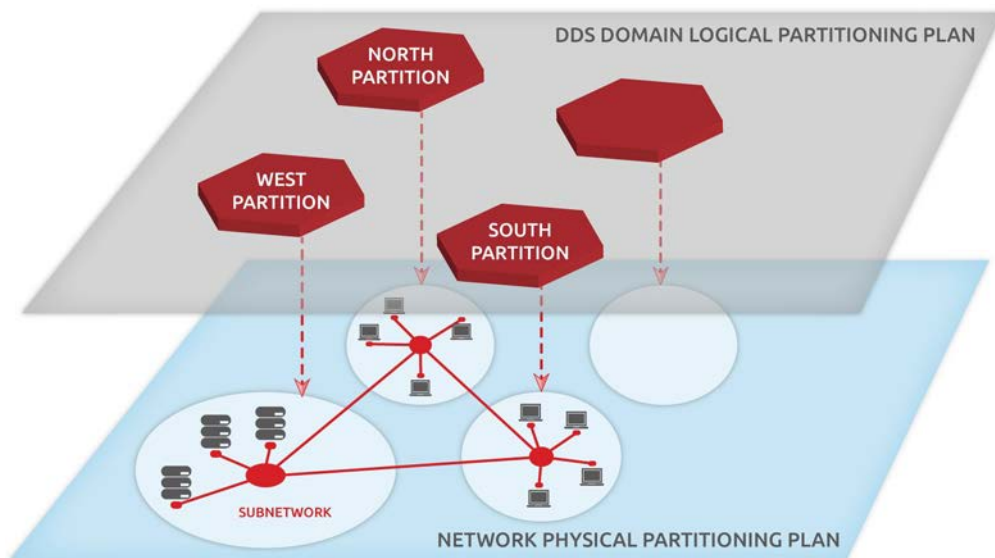 DDS DOMAIN LOGICAL PARTITIONING PLAN
NORTH
PARTITION
WEST
PARTITION
SOUTH
PARTITION
SUBNETWORK
NETWORK PHYSICAL PARTITIONING PLAN